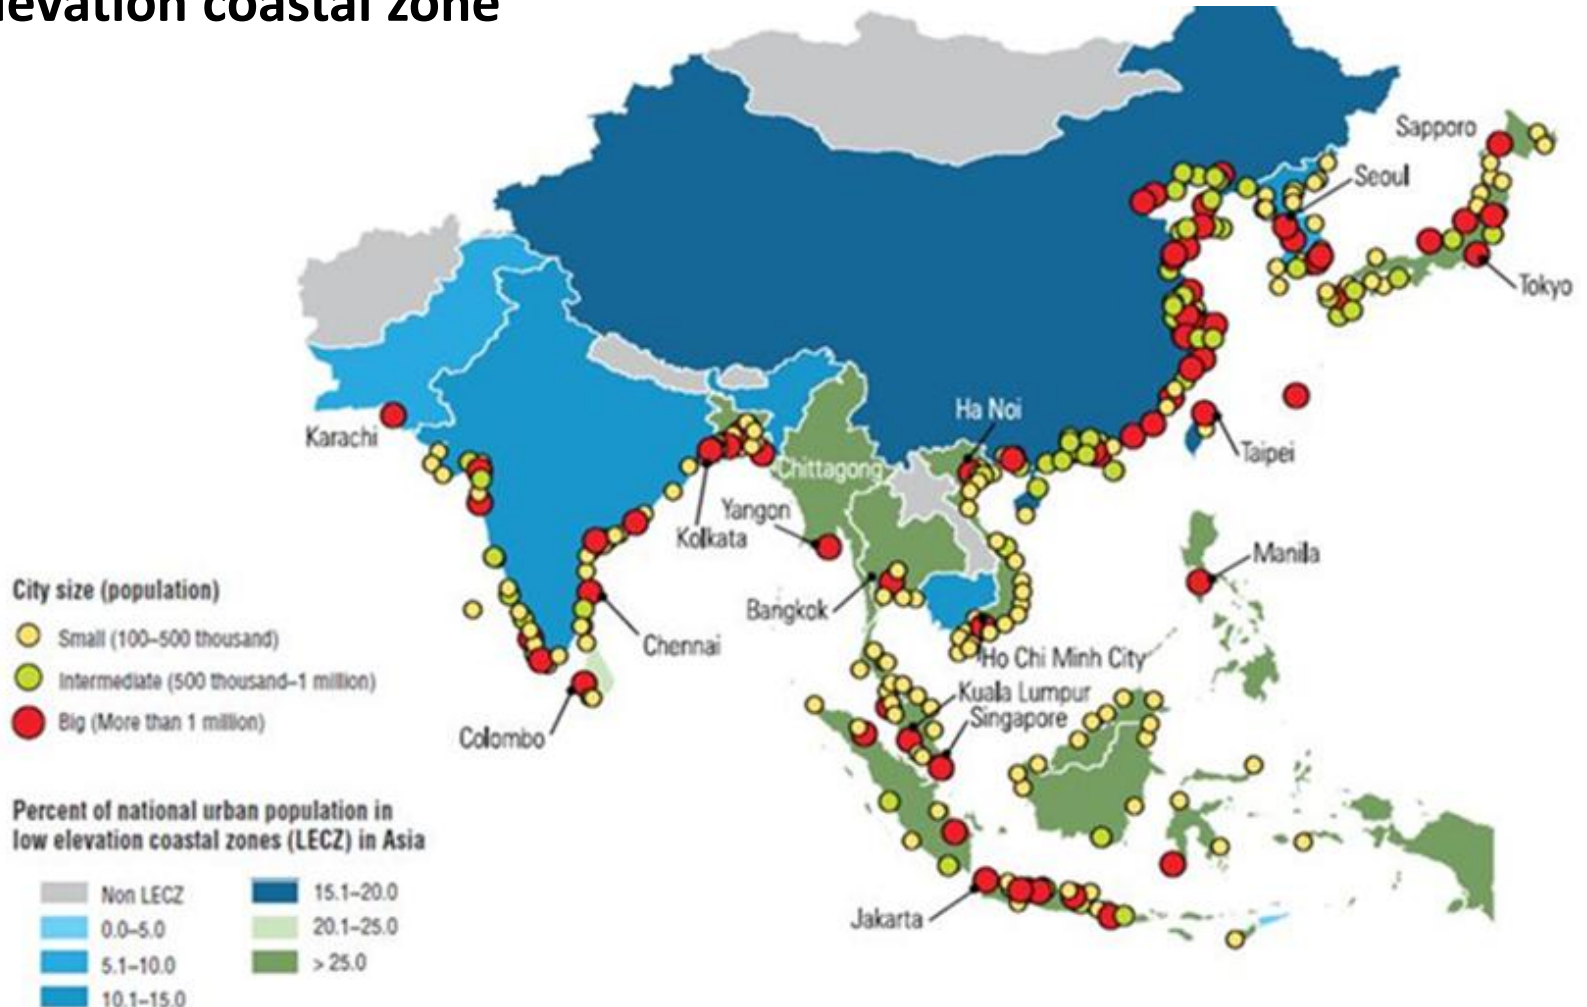 levation coastal zone
Sapporo
Seoul
Tokyo
Ha Noi
Karachi
Taipei
Chittagong
Yangon
Kolkata
Manila
Bangkok
Chennai
Ho Chi Minh City
Kuala Lumpur
Singapore
Colombo
Jakarta
City size (population)
Small (100–500 thousand)
Intermediate (500 thousand–1 million)
Big (More than 1 million)
Percent of national urban population in
low elevation coastal zones (LECZ) in Asia
Non LECZ
0.0–5.0
5.1–10.0
10.1–15.0
15.1–20.0
20.1–25.0
> 25.0